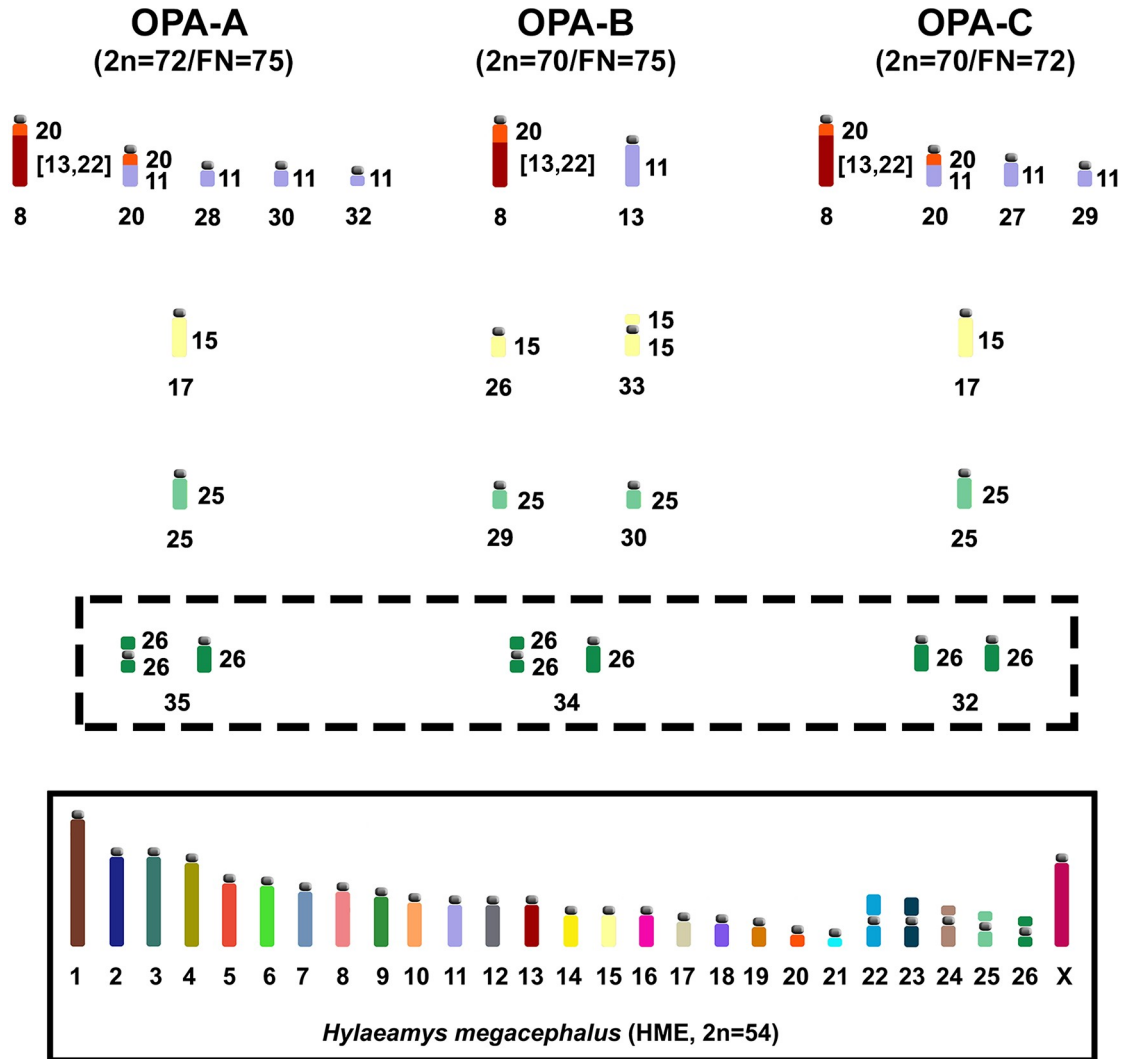 OPA-A OPA-B OPA-C
(2n=72/FN=75) (2n=70/FN=75) (2n=70/FN=72)
20 20 20
[13,22] 20 11 11 11 11 [13,22] 11 [13,22] 20 11 11 11
8 20 28 30 32 8 13 8 20 27 29
15 15 15 15 15
17 26 33 17
25 25 25 25
25 29 30 25
26 26 26 26 26 26 26 26
35 34 32
1 2 3 4 5 6 7 8 9 10 11 12 13 14 15 16 17 18 19 20 21 22 23 24 25 26 X
Hylaeamys megacephalus (HME, 2n=54)